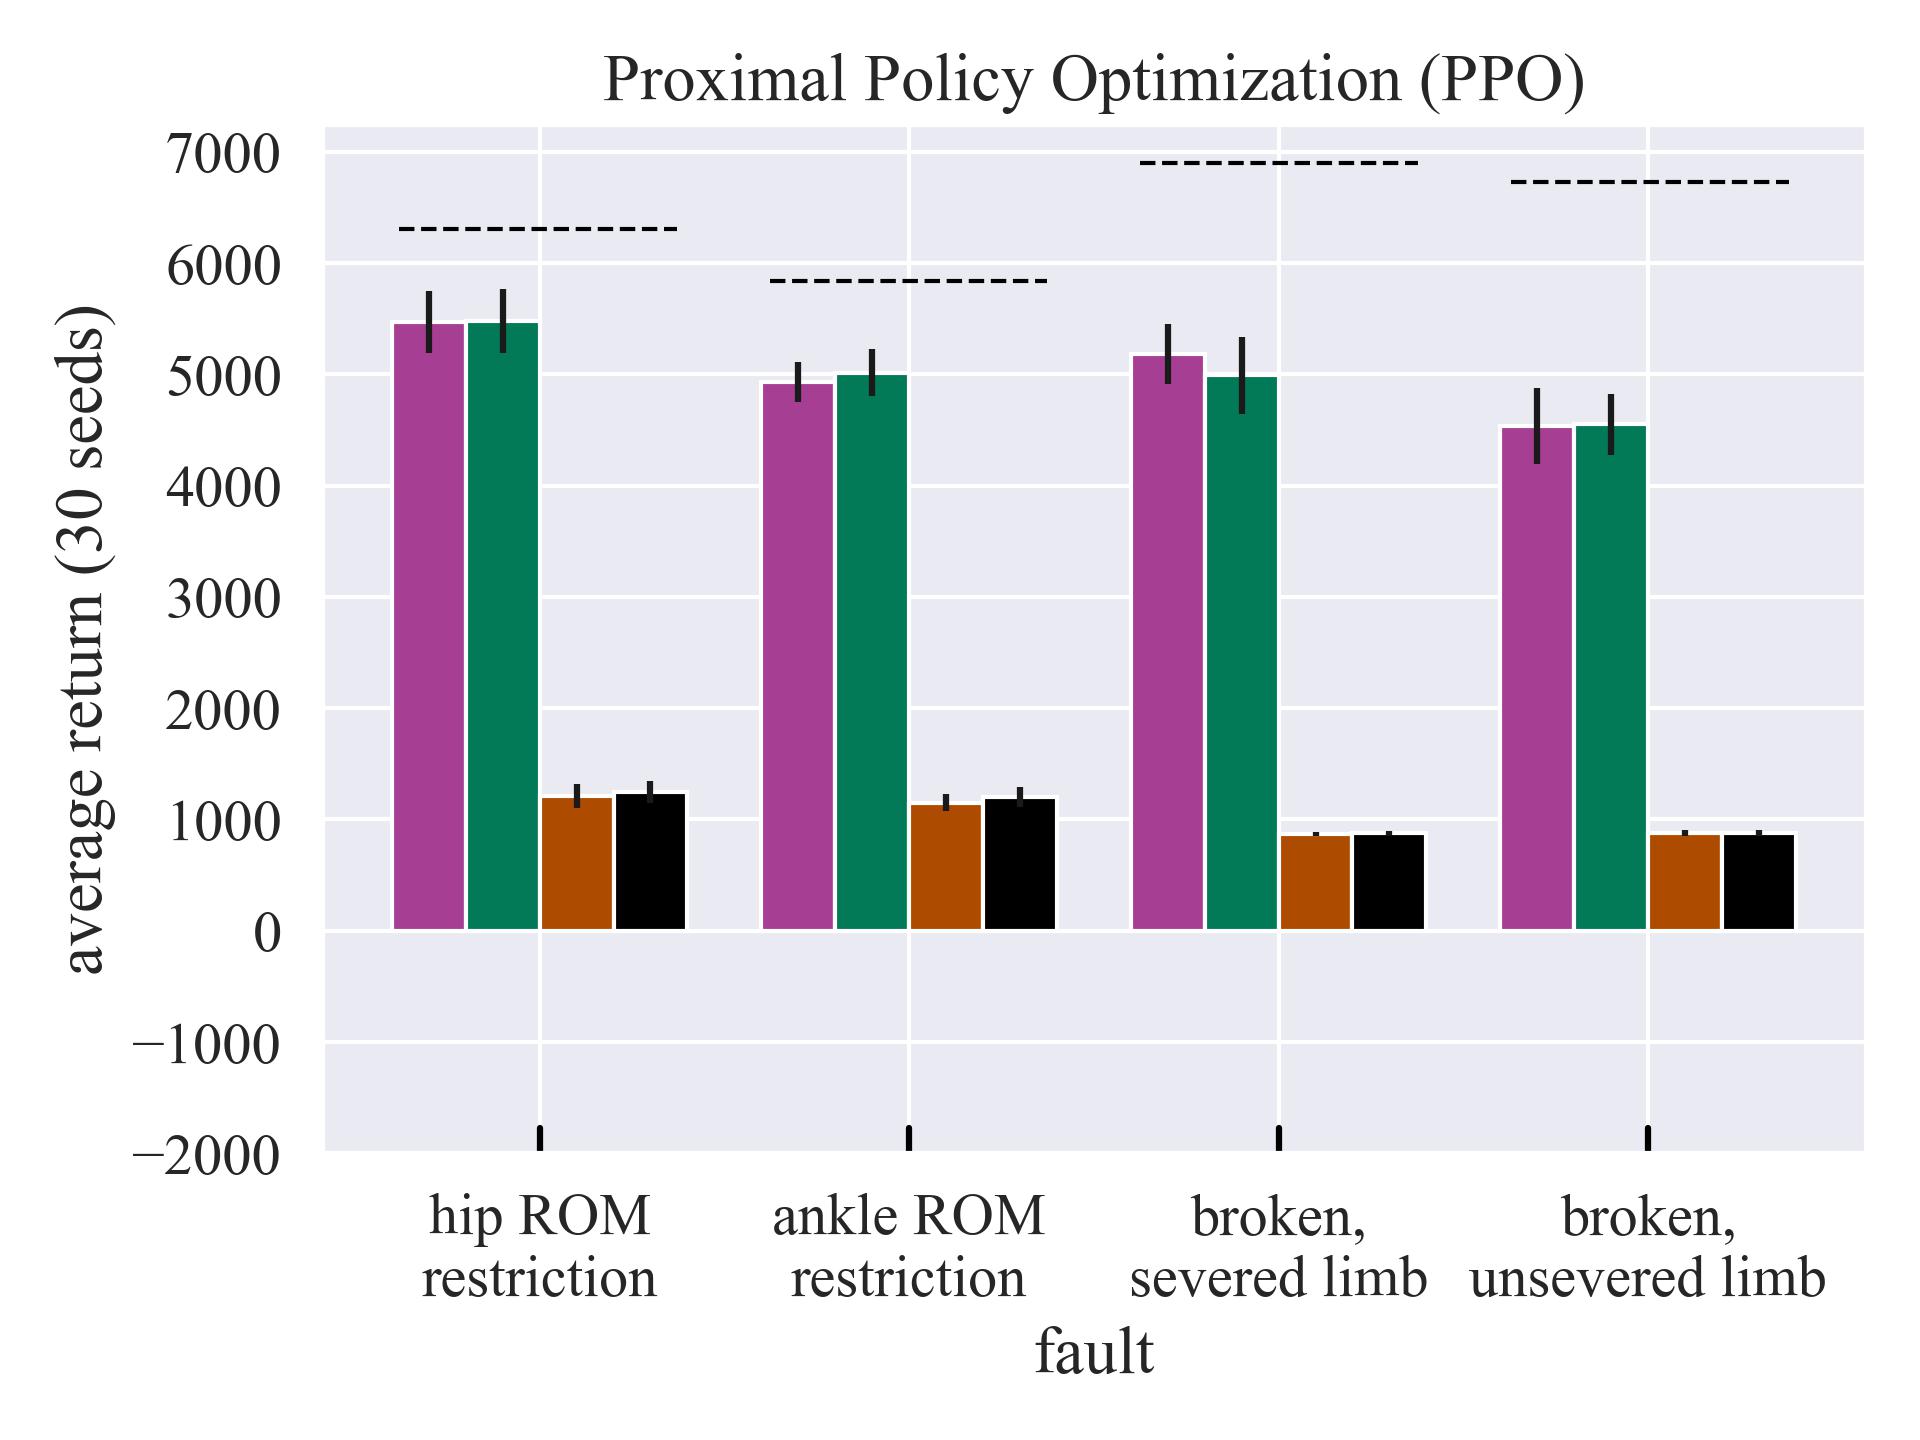 Proximal Policy Optimization (PPO)
7000
6000
5000
4000
3000
2000
1000
0
−1000
−2000
average return (30 seeds)
hip ROM
restriction
ankle ROM
restriction
broken,
severed limb
broken,
unsevered limb
fault